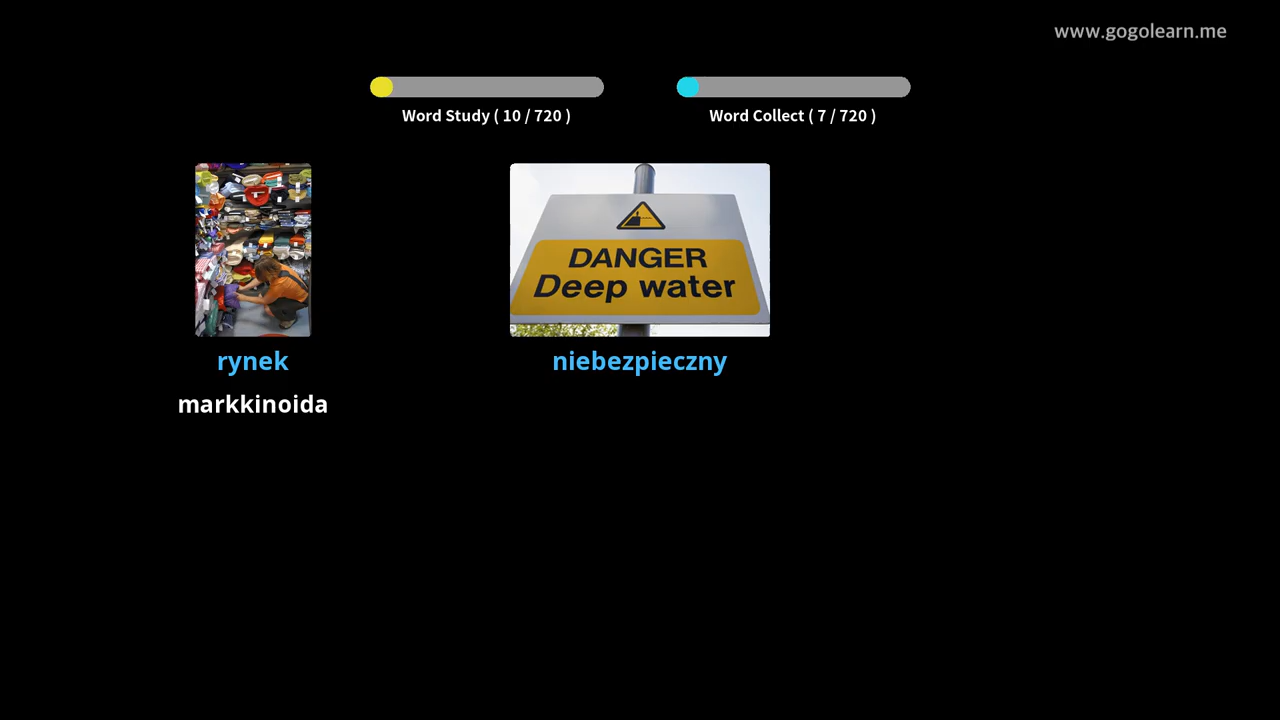 www.gogolearn.me
Word Study ( 10 / 720 )
Word Collect ( 7 / 720 )
DANGER
Deep water
rynek
niebezpieczny
markkinoida